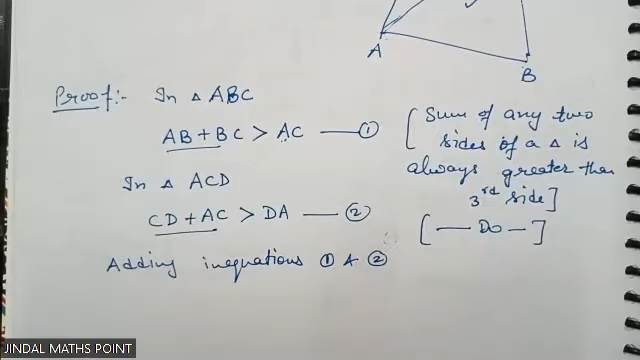 A
B
Proof:- In △ ABC
AB + BC > AC —— ① [Sum of any two
sides of a △ is
always greater than
3rd side]
In △ ACD
CD + AC > DA —— ② [— Do —]
Adding inequations ① & ②
JINDAL MATHS POINT